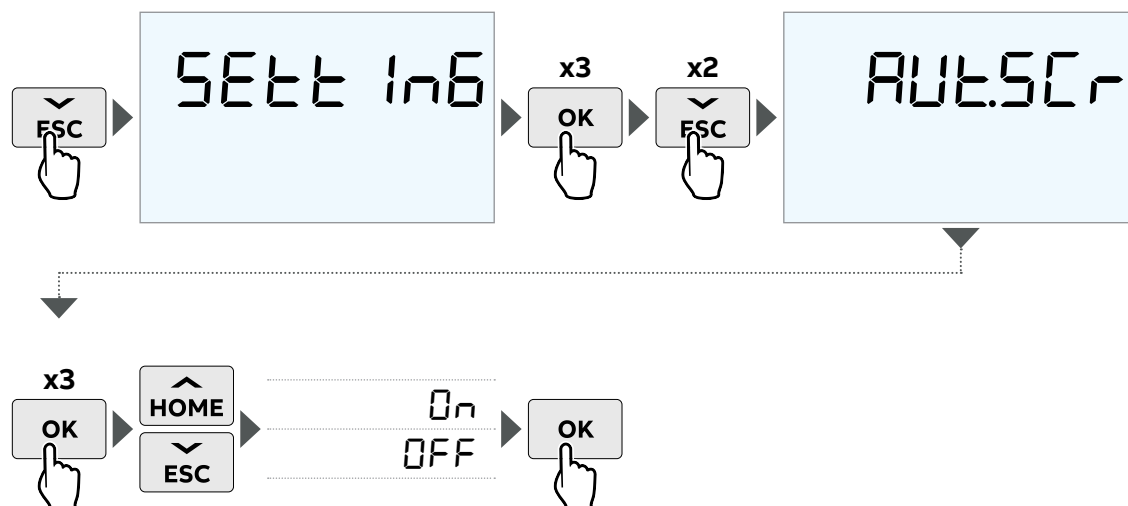 SEtt InG
x3
x2
ESC
OK
ESC
AUt.SCr
x3
OK
HOME
ESC
On
OFF
OK